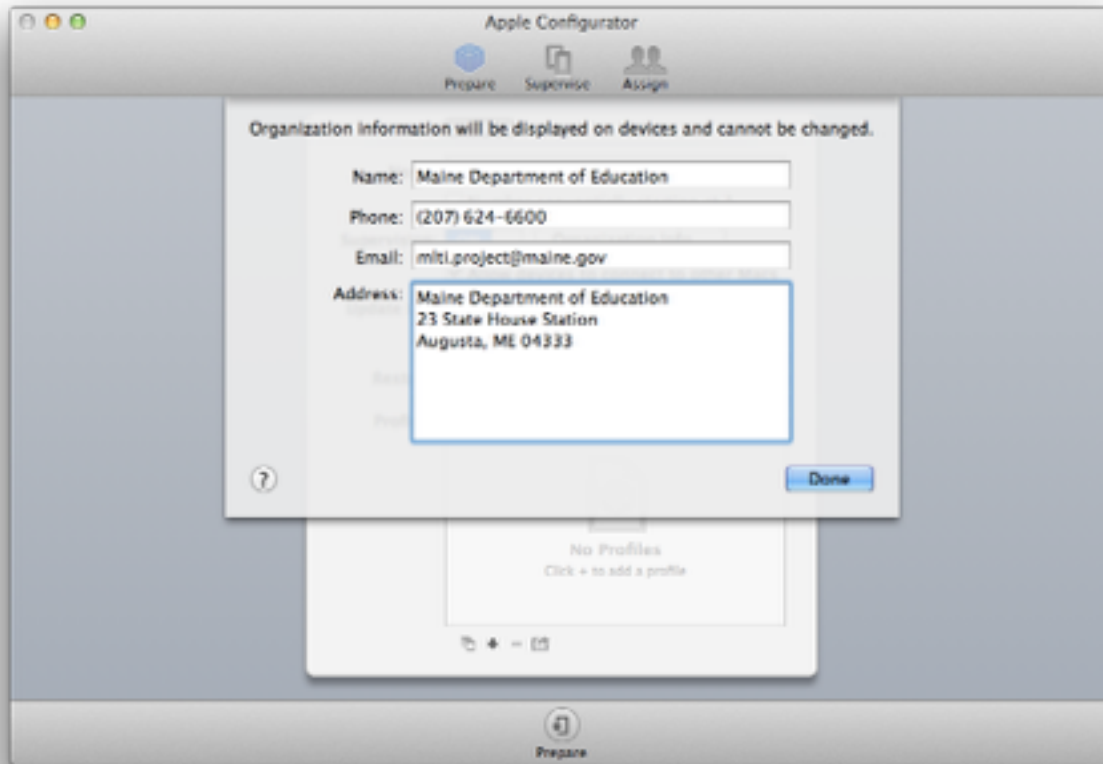 Apple Configurator
Prepare Supervise Assign
Organization information will be displayed on devices and cannot be changed.
Name: Maine Department of Education
Phone: (207) 624-6600
Email: mlti.project@maine.gov
Address: Maine Department of Education
23 State House Station
Augusta, ME 04333
?
Done
No Profiles
Click + to add a profile
Prepare